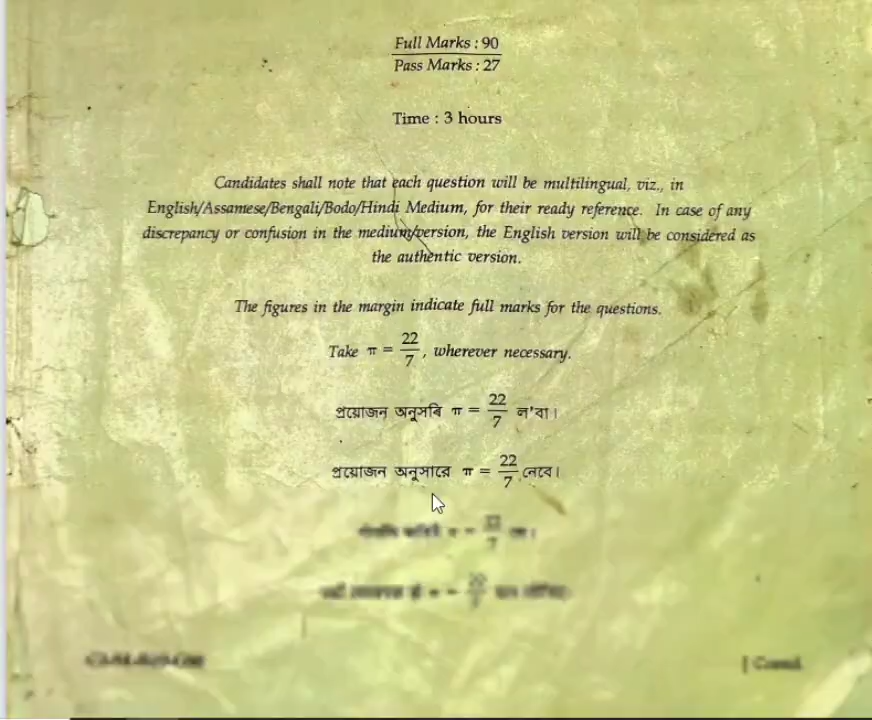 Full Marks : 90
Pass Marks : 27
Time : 3 hours
Candidates shall note that each question will be multilingual, viz., in
English/Assamese/Bengali/Bodo/Hindi Medium, for their ready reference. In case of any
discrepancy or confusion in the medium/version, the English version will be considered as
the authentic version.
The figures in the margin indicate full marks for the questions.
Take π = 22/7, wherever necessary.
প্ৰয়োজন অনুসৰি π = 22/7 ল'বা।
প্রয়োজন অনুসারে π = 22/7 নেবে।